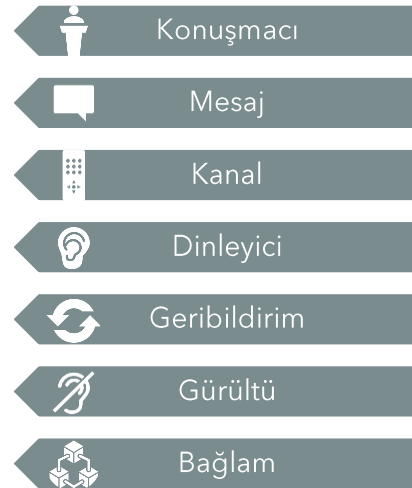 Konuşmacı
Mesaj
Kanal
Dinleyici
Geribildirim
Gürültü
Bağlam